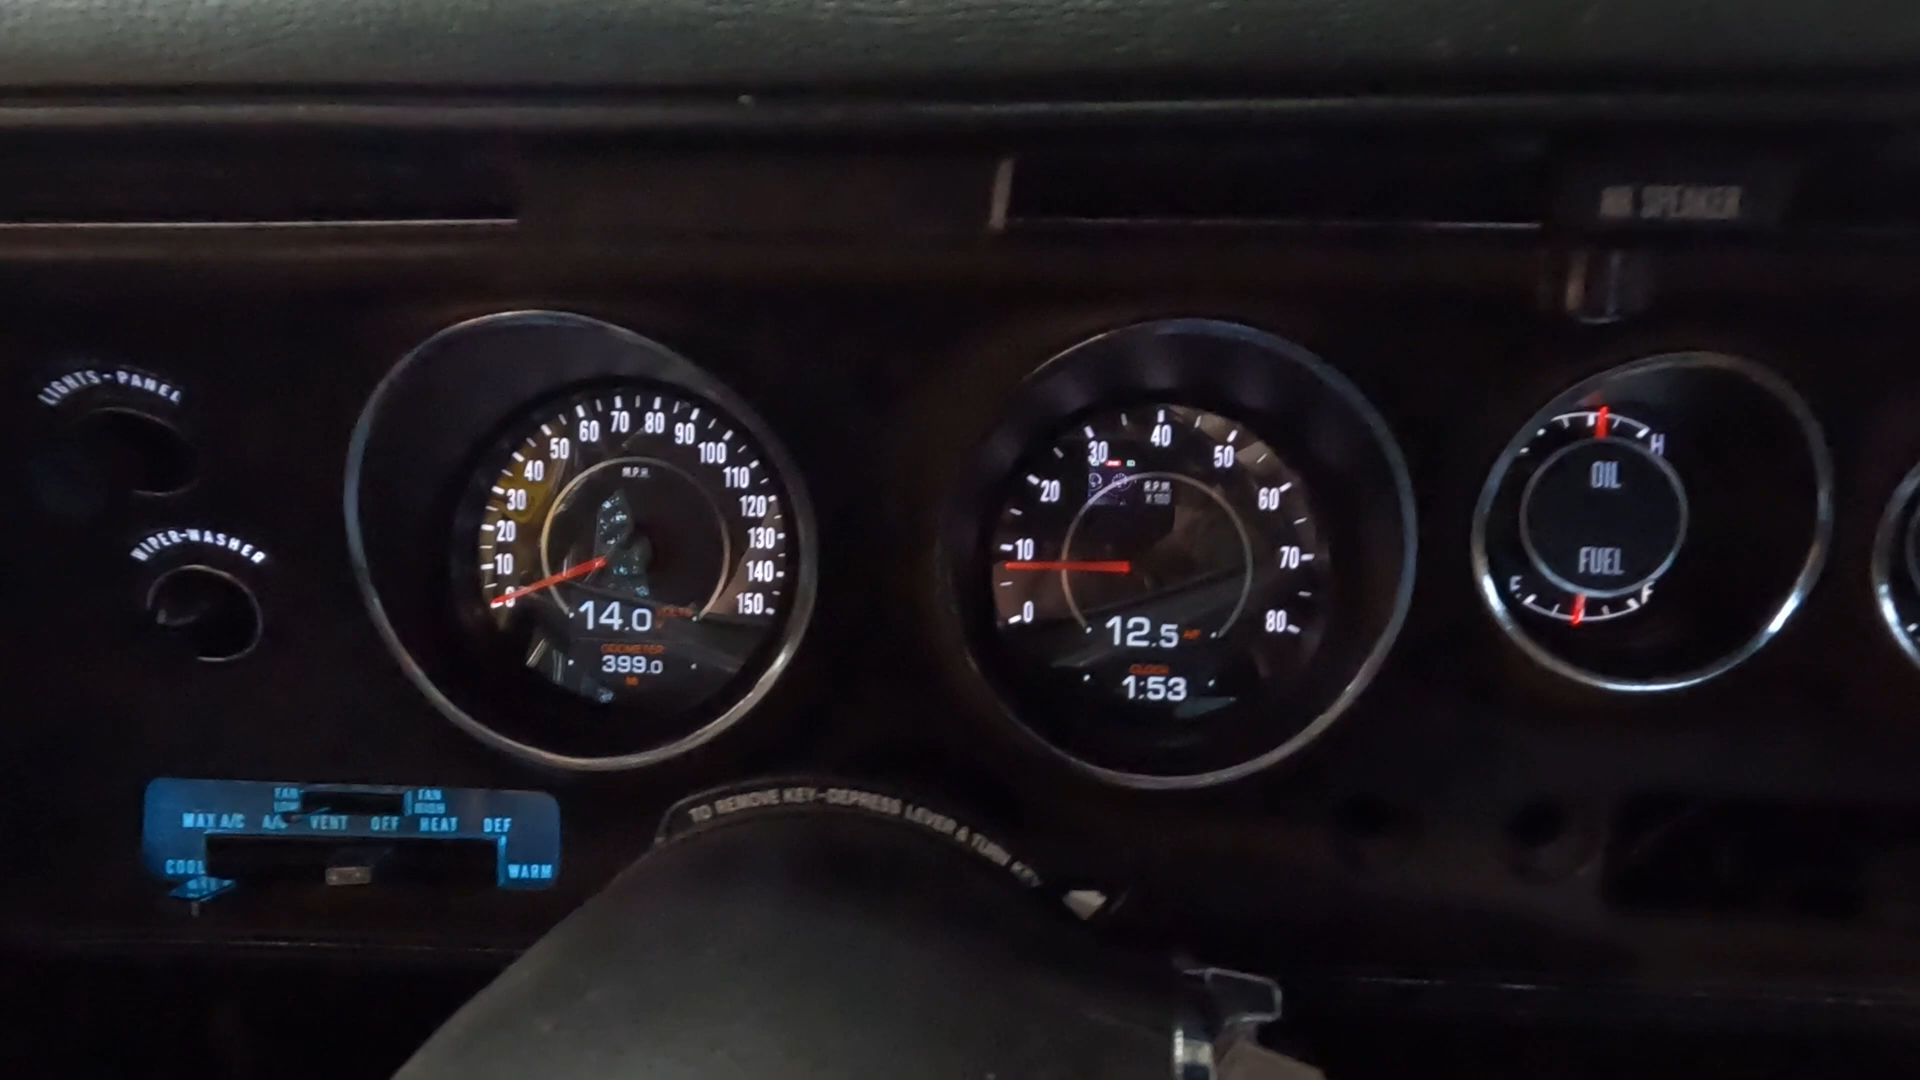 RR SPEAKER
LIGHTS-PANEL
WIPER-WASHER
0 10 20 30 40 50 60 70 80 90 100 110 120 130 140 150
M.P.H.
14.0
ODOMETER
399.0
MI
0 10 20 30 40 50 60 70 80
R.P.M.
X 100
12.5 A/F
CLOCK
1:53
H
OIL
FUEL
E F
FAN LOW FAN HIGH
MAX A/C A/C VENT OFF HEAT DEF
COOL WARM
TO REMOVE KEY-DEPRESS LEVER & TURN KEY